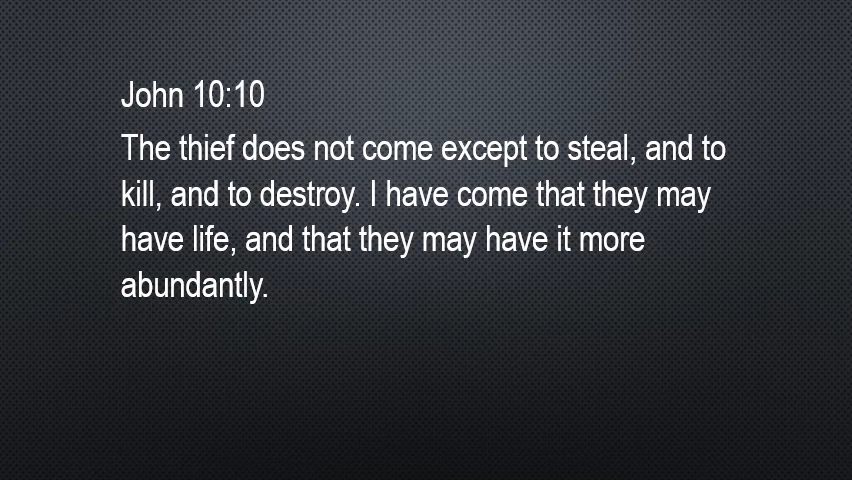 John 10:10
The thief does not come except to steal, and to
kill, and to destroy. I have come that they may
have life, and that they may have it more
abundantly.